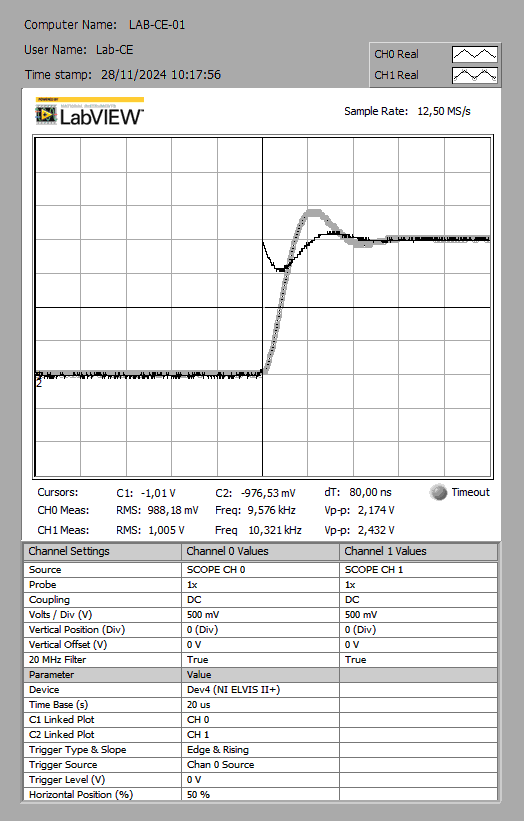 Computer Name: LAB-CE-01
User Name: Lab-CE
Time stamp: 28/11/2024 10:17:56
CH0 Real
CH1 Real
POWERED BY
NATIONAL INSTRUMENTS
LabVIEW™
Sample Rate: 12,50 MS/s
2
Cursors: C1: -1,01 V C2: -976,53 mV dT: 80,00 ns Timeout
CH0 Meas: RMS: 988,18 mV Freq: 9,576 kHz Vp-p: 2,174 V
CH1 Meas: RMS: 1,005 V Freq 10,321 kHz Vp-p: 2,432 V
Channel Settings Channel 0 Values Channel 1 Values
Source SCOPE CH 0 SCOPE CH 1
Probe 1x 1x
Coupling DC DC
Volts / Div (V) 500 mV 500 mV
Vertical Position (Div) 0 (Div) 0 (Div)
Vertical Offset (V) 0 V 0 V
20 MHz Filter True True
Parameter Value
Device Dev4 (NI ELVIS II+)
Time Base (s) 20 us
C1 Linked Plot CH 0
C2 Linked Plot CH 1
Trigger Type & Slope Edge & Rising
Trigger Source Chan 0 Source
Trigger Level (V) 0 V
Horizontal Position (%) 50 %